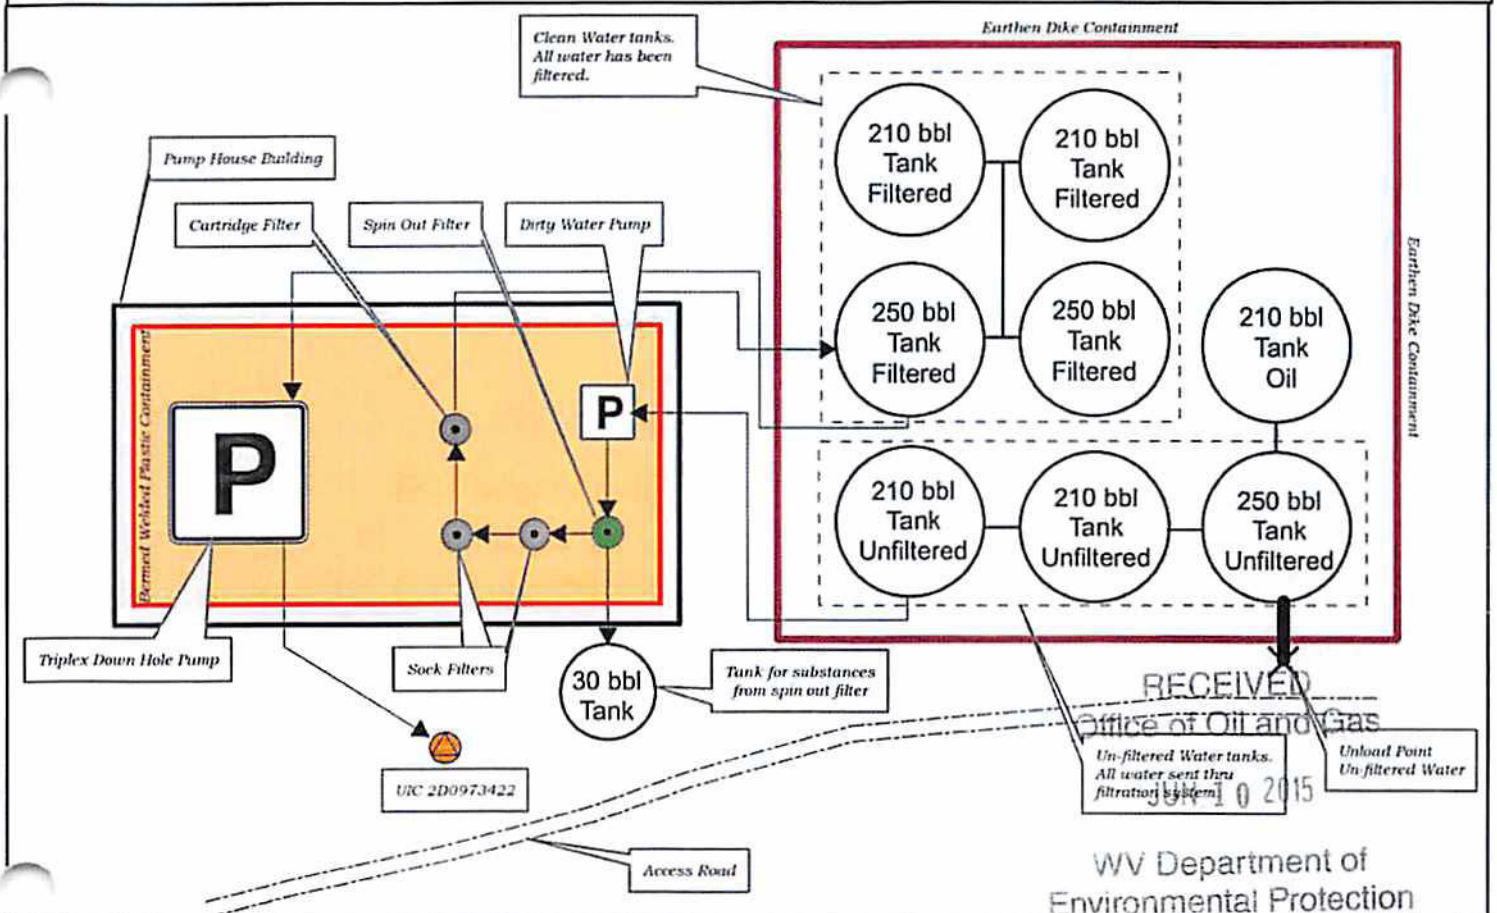 Earthen Dike Containment
Clean Water tanks.
All water has been
filtered.
Pump House Building
Cartridge Filter
Spin Out Filter
Dirty Water Pump
210 bbl
Tank
Filtered
210 bbl
Tank
Filtered
250 bbl
Tank
Filtered
250 bbl
Tank
Filtered
210 bbl
Tank
Oil
Earthen Dike Containment
Bermed Welded Plastic Containment
P
P
210 bbl
Tank
Unfiltered
210 bbl
Tank
Unfiltered
250 bbl
Tank
Unfiltered
Triplex Down Hole Pump
Sock Filters
30 bbl
Tank
Tank for substances
from spin out filter
UIC 2D0973422
Access Road
RECEIVED
Office of Oil and Gas
Un-filtered Water tanks.
All water sent thru
filtration system
JUN 10 2015
Unload Point
Un-filtered Water
WV Department of
Environmental Protection